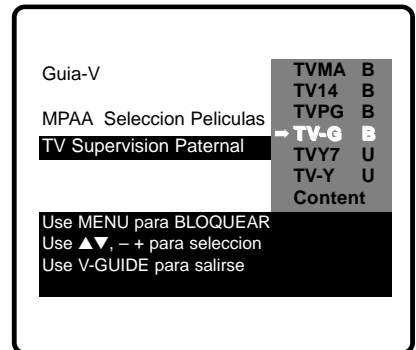 Guia-V
MPAA Seleccion Peliculas
TV Supervision Paternal
TVMA B
TV14 B
TVPG B
➡ TV-G B
TVY7 U
TV-Y U
Content
Use MENU para BLOQUEAR
Use ▲▼, – + para seleccion
Use V-GUIDE para salirse